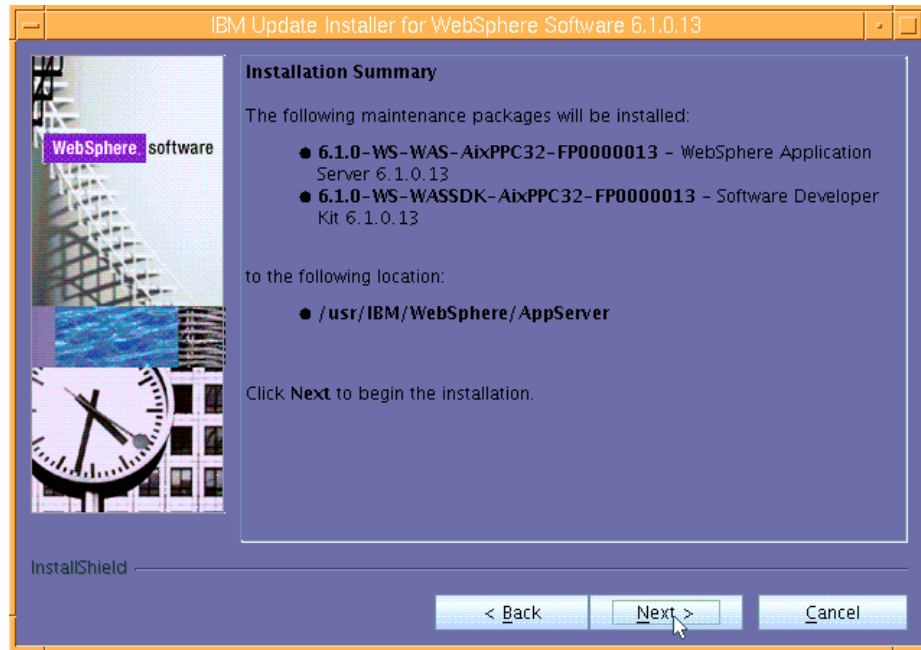 IBM Update Installer for WebSphere Software 6.1.0.13
WebSphere software
Installation Summary
The following maintenance packages will be installed:
● 6.1.0-WS-WAS-AixPPC32-FP0000013 - WebSphere Application
Server 6.1.0.13
● 6.1.0-WS-WASSDK-AixPPC32-FP0000013 - Software Developer
Kit 6.1.0.13
to the following location:
● /usr/IBM/WebSphere/AppServer
Click Next to begin the installation.
InstallShield
< Back
Next >
Cancel